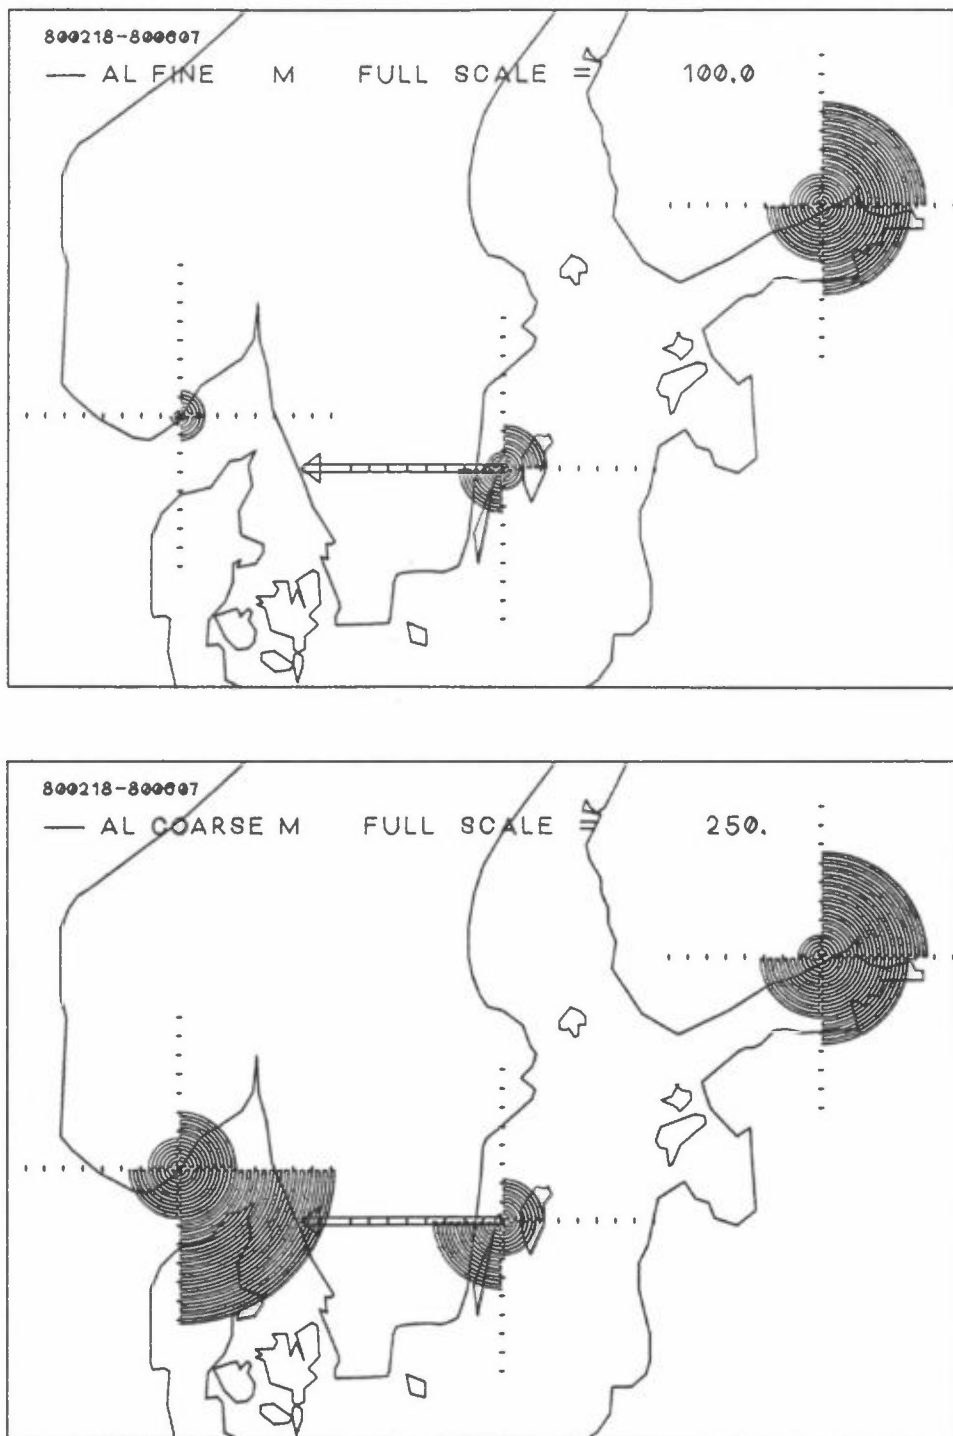 800218-800607
— AL FINE M FULL SCALE = 100.0
800218-800607
— AL COARSE M FULL SCALE = 250.